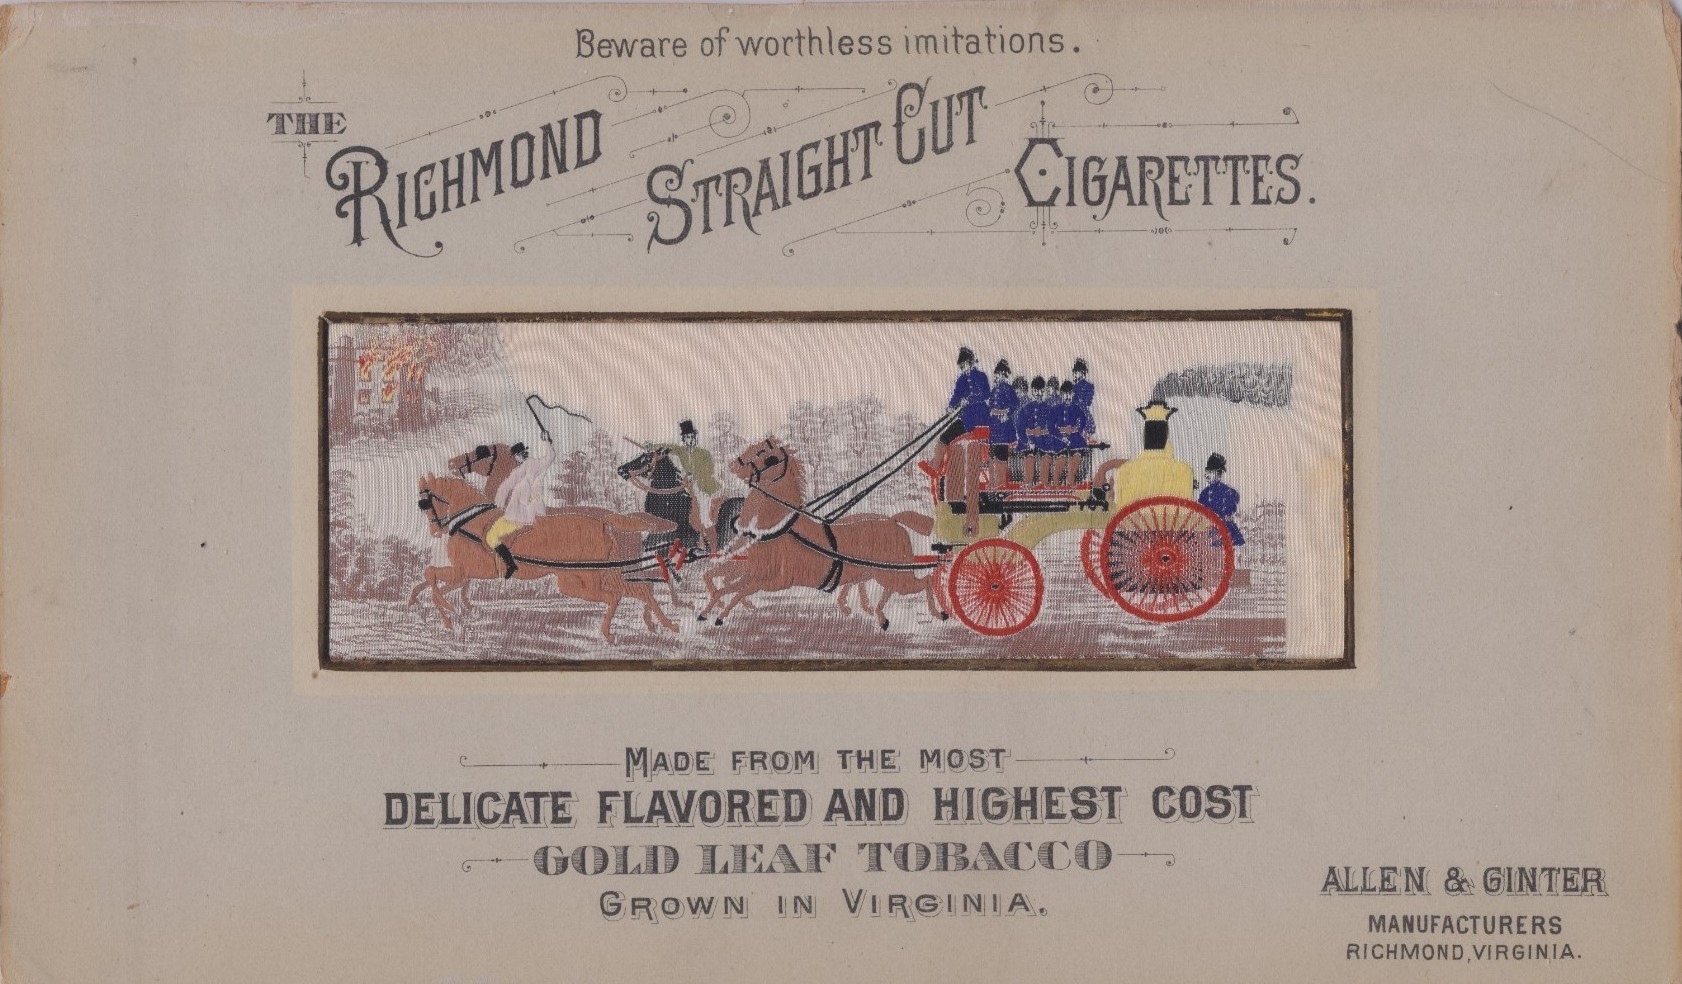 Beware of worthless imitations.
THE RICHMOND STRAIGHT CUT CIGARETTES.
MADE FROM THE MOST
DELICATE FLAVORED AND HIGHEST COST
GOLD LEAF TOBACCO
GROWN IN VIRGINIA.
ALLEN & GINTER
MANUFACTURERS
RICHMOND, VIRGINIA.